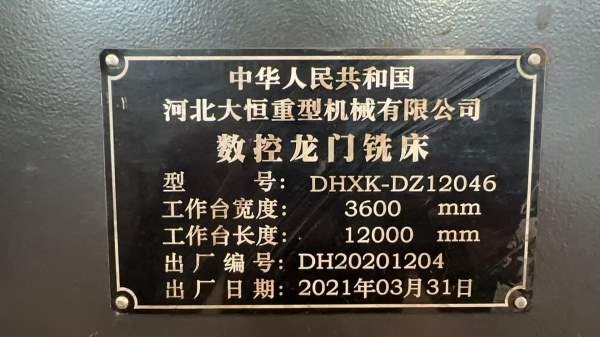 中华人民共和国
河北大恒重型机械有限公司
数控龙门铣床
型 号: DHXK-DZ12046
工作台宽度: 3600 mm
工作台长度: 12000 mm
出厂编号: DH20201204
出厂日期: 2021年03月31日